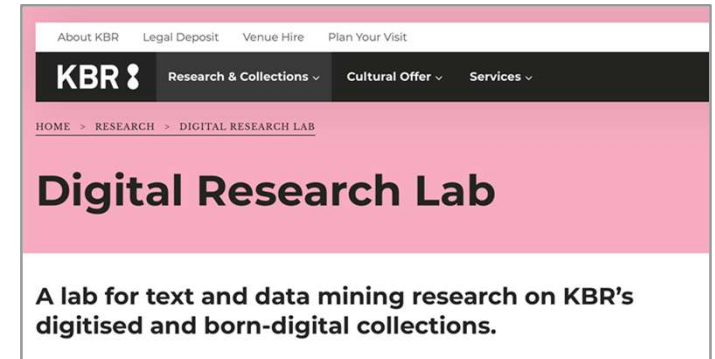 About KBR Legal Deposit Venue Hire Plan Your Visit
KBR Research & Collections Cultural Offer Services
HOME > RESEARCH > DIGITAL RESEARCH LAB
Digital Research Lab
A lab for text and data mining research on KBR’s
digitised and born-digital collections.